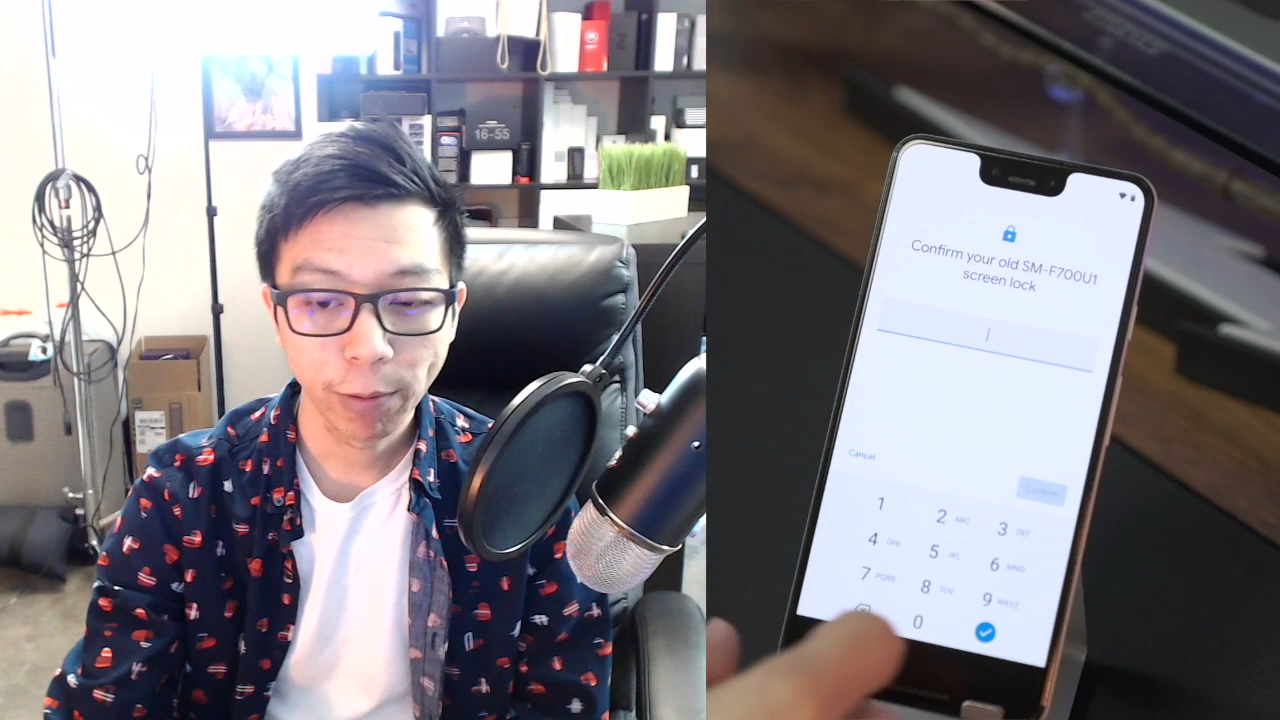 16-55
Confirm your old SM-F700U1
screen lock
Cancel
Confirm
1
2 ABC
3 DEF
4 GHI
5 JKL
6 MNO
7 PQRS
8 TUV
9 WXYZ
0